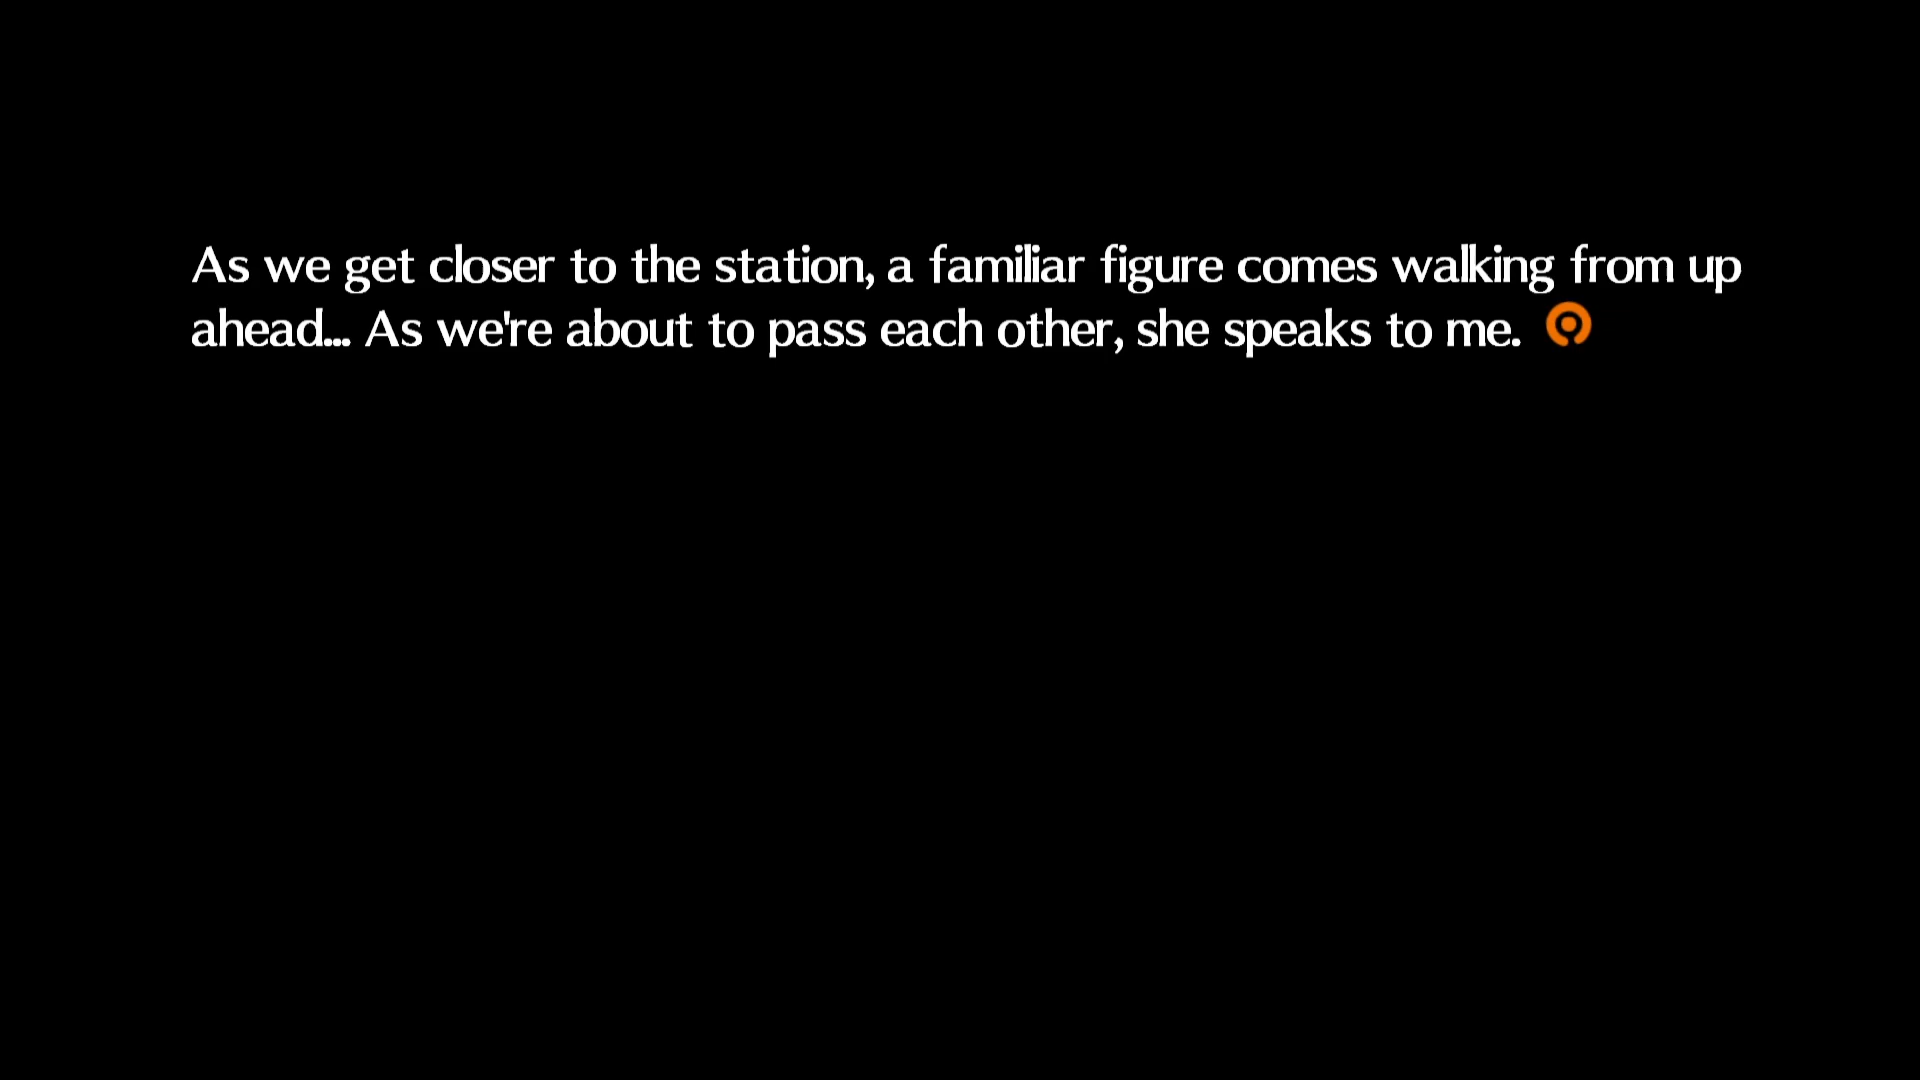 As we get closer to the station, a familiar figure comes walking from up
ahead... As we're about to pass each other, she speaks to me.